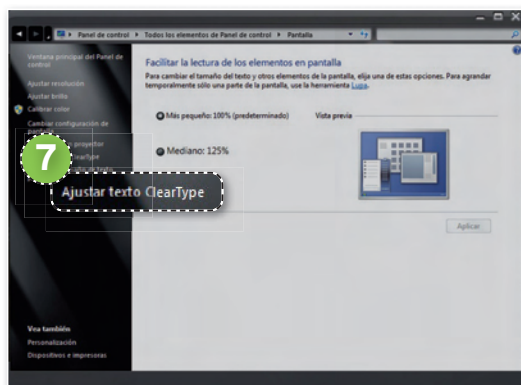 Panel de control Todos los elementos de Panel de control Pantalla
Ventana principal del Panel de
control
Ajustar resolución
Ajustar brillo
Calibrar color
Cambiar configuración de
pantalla
proyector
ClearType
7
Ajustar texto ClearType
Vea también
Personalización
Dispositivos e impresoras
Facilitar la lectura de los elementos en pantalla
Para cambiar el tamaño del texto y otros elementos de la pantalla, elija una de estas opciones. Para agrandar
temporalmente sólo una parte de la pantalla, use la herramienta Lupa.
Más pequeño: 100% (predeterminado) Vista previa
Mediano: 125%
Aplicar